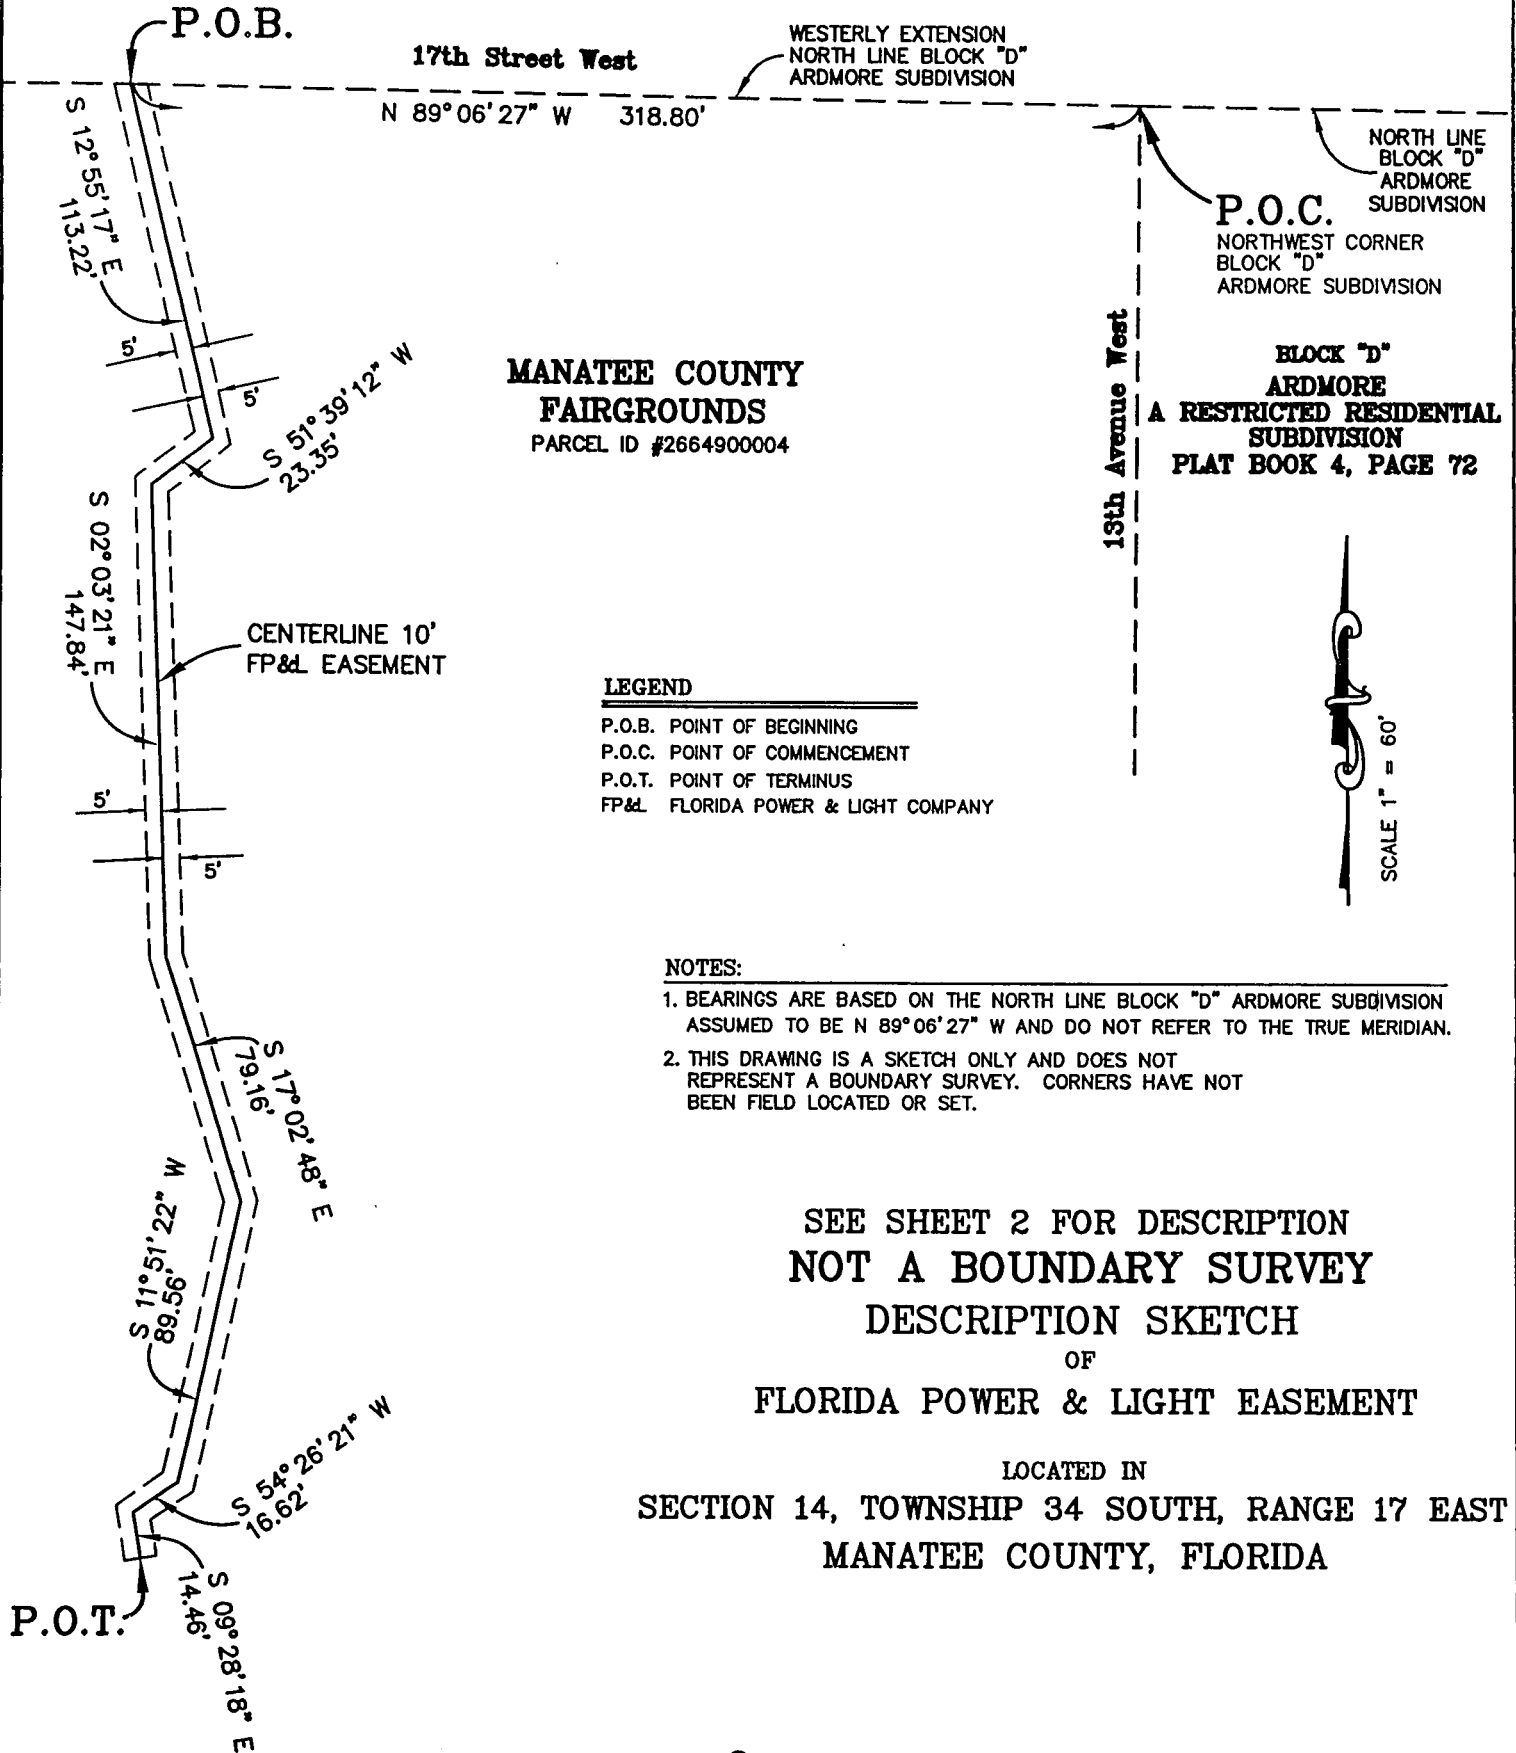 P.O.B.
17th Street West
WESTERLY EXTENSION
NORTH LINE BLOCK "D"
ARDMORE SUBDIVISION
N 89°06'27" W 318.80'
NORTH LINE
BLOCK "D"
ARDMORE
SUBDIVISION
P.O.C.
NORTHWEST CORNER
BLOCK "D"
ARDMORE SUBDIVISION
S 12°55'17" E
113.22'
5'
5'
S 51°39'12" W
23.35'
MANATEE COUNTY
FAIRGROUNDS
PARCEL ID #2664900004
13th Avenue West
BLOCK "D"
ARDMORE
A RESTRICTED RESIDENTIAL
SUBDIVISION
PLAT BOOK 4, PAGE 72
S 02°03'21" E
147.84'
CENTERLINE 10'
FP&L EASEMENT
LEGEND
P.O.B. POINT OF BEGINNING
P.O.C. POINT OF COMMENCEMENT
P.O.T. POINT OF TERMINUS
FP&L FLORIDA POWER & LIGHT COMPANY
SCALE 1" = 60'
5'
5'
NOTES:
1. BEARINGS ARE BASED ON THE NORTH LINE BLOCK "D" ARDMORE SUBDIVISION
ASSUMED TO BE N 89°06'27" W AND DO NOT REFER TO THE TRUE MERIDIAN.
2. THIS DRAWING IS A SKETCH ONLY AND DOES NOT
REPRESENT A BOUNDARY SURVEY. CORNERS HAVE NOT
BEEN FIELD LOCATED OR SET.
S 17°02'48" E
79.16'
S 11°51'22" W
89.56'
SEE SHEET 2 FOR DESCRIPTION
NOT A BOUNDARY SURVEY
DESCRIPTION SKETCH
OF
FLORIDA POWER & LIGHT EASEMENT
LOCATED IN
SECTION 14, TOWNSHIP 34 SOUTH, RANGE 17 EAST
MANATEE COUNTY, FLORIDA
S 54°26'21" W
16.62'
S 09°28'18" E
14.46'
P.O.T.